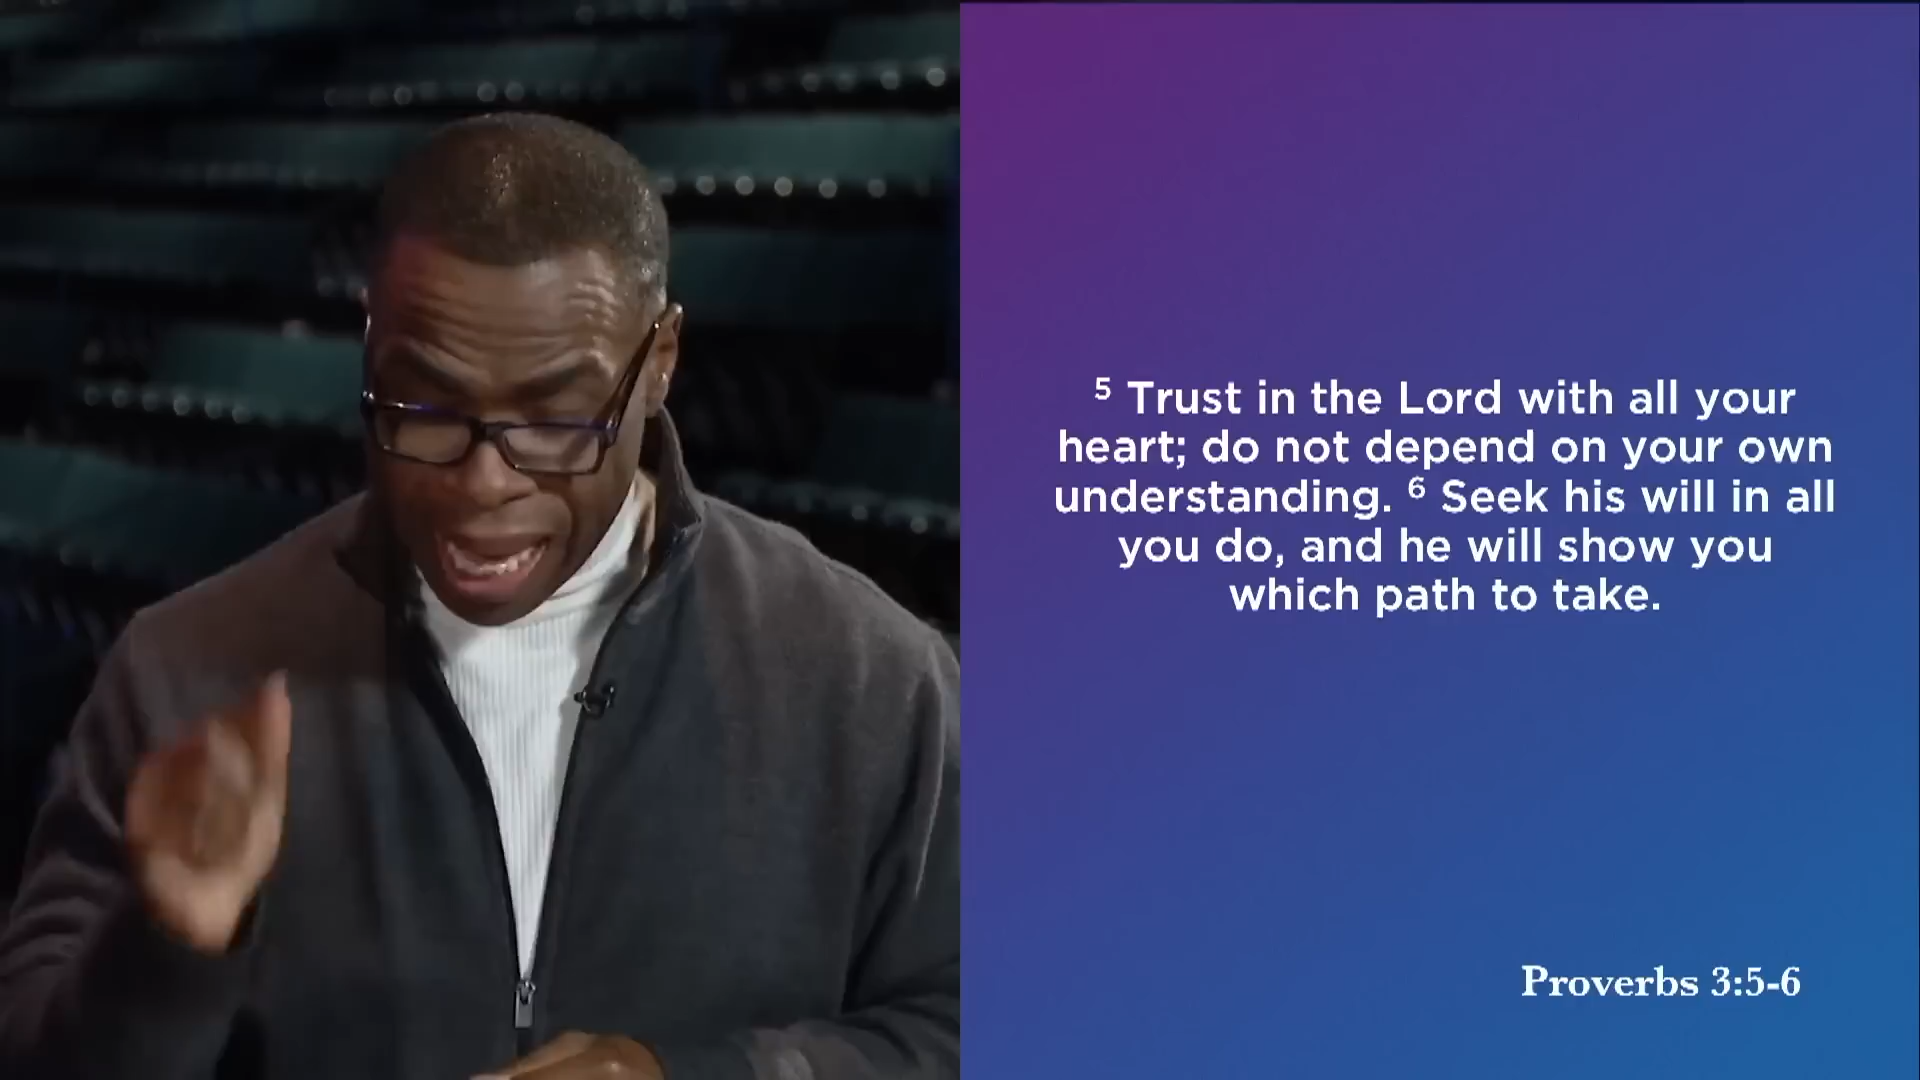 ⁵ Trust in the Lord with all your
heart; do not depend on your own
understanding. ⁶ Seek his will in all
you do, and he will show you
which path to take.
Proverbs 3:5-6